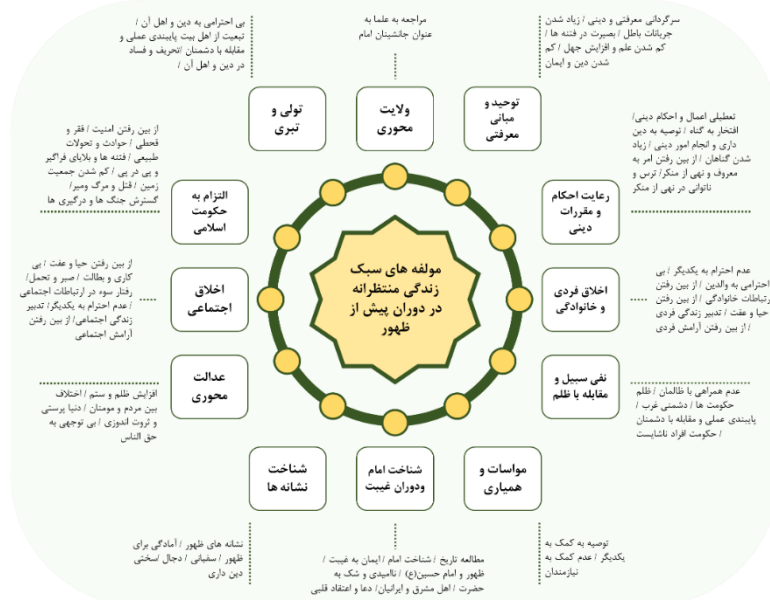 سرگردانی معرفتی و دینی / زیاد شدن
جریانات باطل / بصیرت در فتنه ها /
کم شدن علم و افزایش جهل / کم
شدن دین و ایمان
مراجعه به علما به
عنوان جانشینان امام
بی احترامی به دین و اهل آن /
تبعیت از اهل بیت پایبندی عملی و
مقابله با دشمنان /تحریف و فساد
در دین و اهل آن /
توحید و
مبانی
معرفتی
ولایت
محوری
تولی و
تبری
تعطیلی اعمال و احکام دینی/
افتخار به گناه / توصیه به دین
داری و انجام امور دینی / زیاد
شدن گناهان / از بین رفتن امر به
معروف و نهی از منکر/ ترس و
ناتوانی در نهی از منکر
رعایت احکام
و مقررات
دینی
از بین رفتن امنیت / فقر و
قحطی / حوادث و تحولات
طبیعی / فتنه ها و بلایای فراگیر
و پی در پی / کم شدن جمعیت
زمین / قتل و مرگ ومیر/
گسترش جنگ ها و درگیری ها
التزام به
حکومت
اسلامی
مولفه های سبک
زندگی منتظرانه
در دوران پیش از
ظهور
عدم احترام به یکدیگر / بی
احترامی به والدین / از بین رفتن
ارتباطات خانوادگی / از بین رفتن
حیا و عفت / تدبیر زندگی فردی
/ از بین رفتن آرامش فردی
اخلاق فردی
و خانوادگی
از بین رفتن حیا و عفت / بی
کاری و بطالت / صبر و تحمل/
رفتار سوء در ارتباطات اجتماعی
/ عدم احترام به یکدیگر/ تدبیر
زندگی اجتماعی/ از بین رفتن
آرامش اجتماعی
اخلاق
اجتماعی
عدم همراهی با ظالمان / ظلم
حکومت ها / دشمنی غرب /
پایبندی عملی و مقابله با دشمنان
/ حکومت افراد ناشایست
نفی سبیل و
مقابله با ظلم
افزایش ظلم و ستم / اختلاف
بین مردم و مومنان / دنیا پرستی
و ثروت اندوزی / بی توجهی به
حق الناس
عدالت
محوری
مواسات و
همیاری
شناخت امام
ودوران غیبت
شناخت
نشانه ها
توصیه به کمک به
یکدیگر / عدم کمک به
نیازمندان
مطالعه تاریخ / شناخت امام / ایمان به غیبت /
ظهور و امام حسین(ع) / ناامیدی و شک به
حضرت / اهل مشرق و ایرانیان/ دعا و اعتقاد قلبی
نشانه های ظهور / آمادگی برای
ظهور / سفیانی / دجال /سختی
دین داری